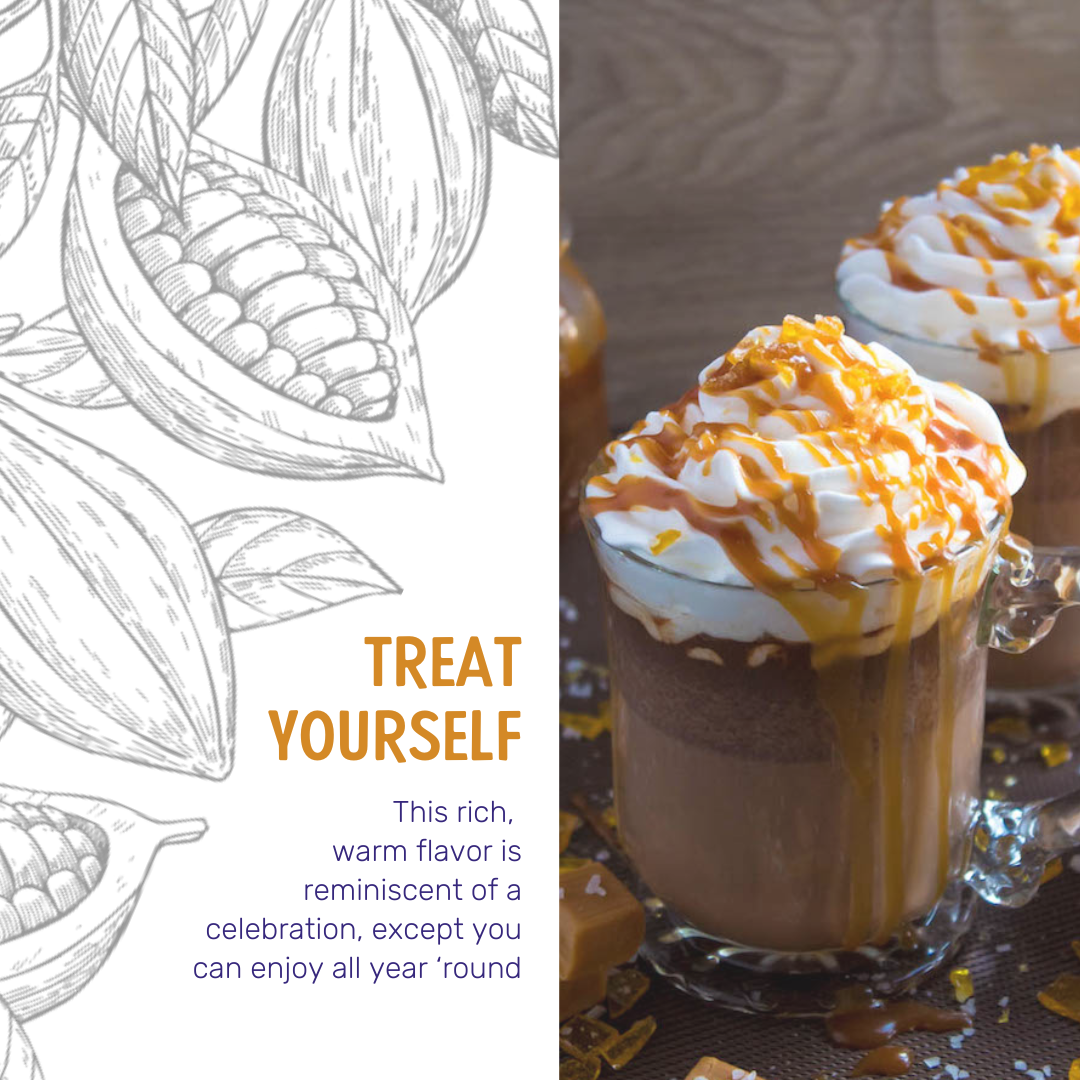 TREAT
YOURSELF
This rich,
warm flavor is
reminiscent of a
celebration, except you
can enjoy all year ‘round